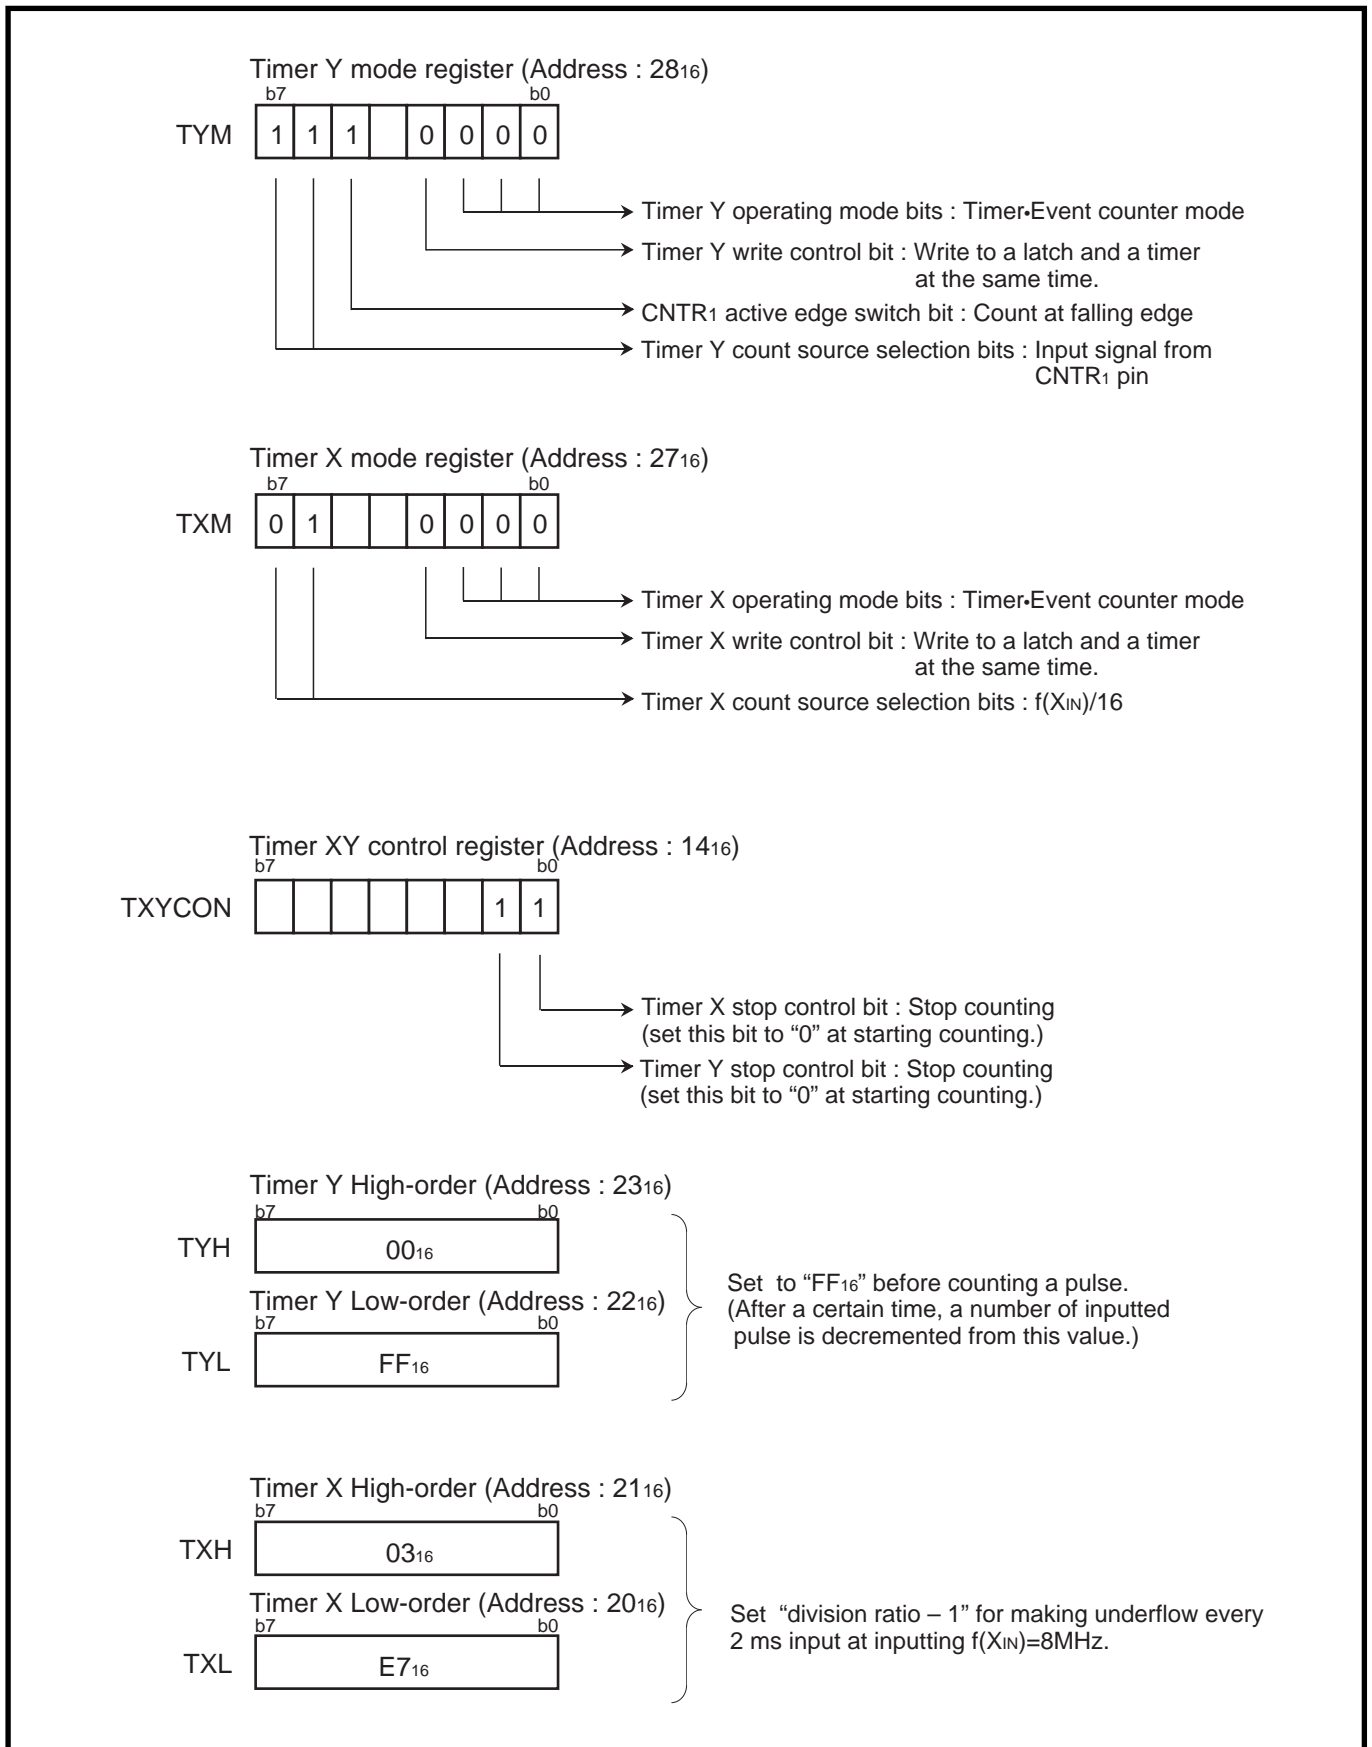 Timer Y mode register (Address : 2816)
b7 b0
TYM 1 1 1 0 0 0 0
Timer Y operating mode bits : Timer•Event counter mode
Timer Y write control bit : Write to a latch and a timer
at the same time.
CNTR1 active edge switch bit : Count at falling edge
Timer Y count source selection bits : Input signal from
CNTR1 pin
Timer X mode register (Address : 2716)
b7 b0
TXM 0 1 0 0 0 0
Timer X operating mode bits : Timer•Event counter mode
Timer X write control bit : Write to a latch and a timer
at the same time.
Timer X count source selection bits : f(XIN)/16
Timer XY control register (Address : 1416)
b7 b0
TXYCON 1 1
Timer X stop control bit : Stop counting
(set this bit to “0” at starting counting.)
Timer Y stop control bit : Stop counting
(set this bit to “0” at starting counting.)
Timer Y High-order (Address : 2316)
b7 b0
TYH 0016
Timer Y Low-order (Address : 2216)
b7 b0
TYL FF16
Set to “FF16” before counting a pulse.
(After a certain time, a number of inputted
pulse is decremented from this value.)
Timer X High-order (Address : 2116)
b7 b0
TXH 0316
Timer X Low-order (Address : 2016)
b7 b0
TXL E716
Set “division ratio – 1” for making underflow every
2 ms input at inputting f(XIN)=8MHz.